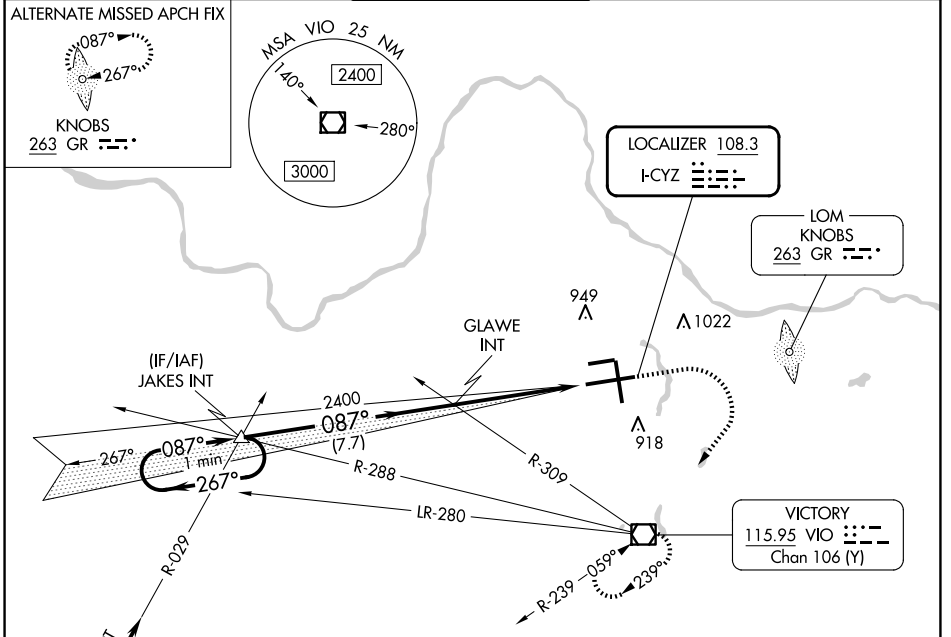 ALTERNATE MISSED APCH FIX
087°
267°
KNOBS
263 GR
MSA VIO 25 NM
140°
2400
280°
3000
LOCALIZER 108.3
I-CYZ
LOM
KNOBS
263 GR
949
1022
GLAWE
INT
(IF/IAF)
JAKES INT
2400
087°
(7.7)
918
267°
087°
1 min
267°
R-288
R-309
LR-280
R-029
VICTORY
115.95 VIO
Chan 106 (Y)
R-239
059°
239°